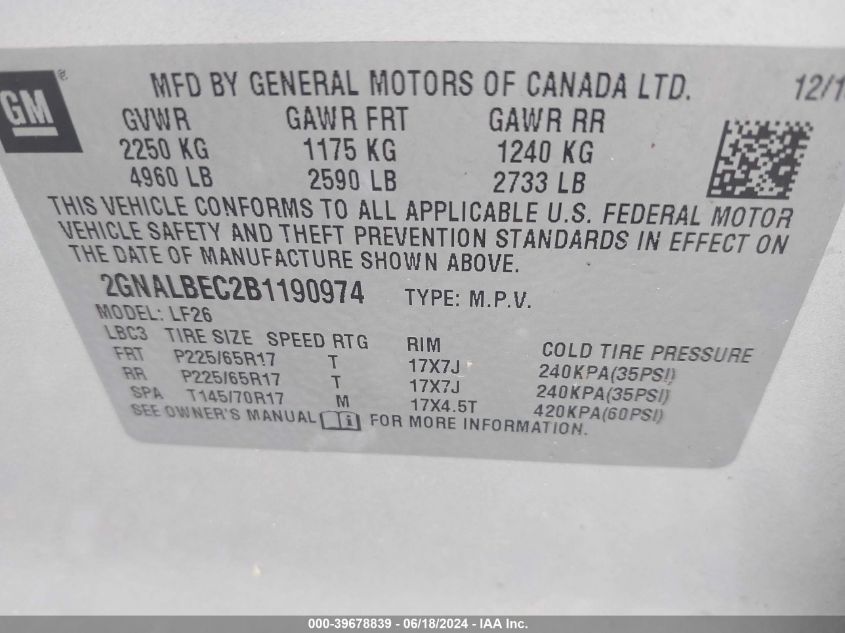 GM ®
MFD BY GENERAL MOTORS OF CANADA LTD. 12/1
GVWR GAWR FRT GAWR RR
2250 KG 1175 KG 1240 KG
4960 LB 2590 LB 2733 LB
THIS VEHICLE CONFORMS TO ALL APPLICABLE U.S. FEDERAL MOTOR
VEHICLE SAFETY AND THEFT PREVENTION STANDARDS IN EFFECT ON
THE DATE OF MANUFACTURE SHOWN ABOVE.
2GNALBEC2B1190974 TYPE: M.P.V.
MODEL: LF26
LBC3 TIRE SIZE SPEED RTG RIM COLD TIRE PRESSURE
FRT P225/65R17 T 17X7J 240KPA(35PSI)
RR P225/65R17 T 17X7J 240KPA(35PSI)
SPA T145/70R17 M 17X4.5T 420KPA(60PSI)
SEE OWNER'S MANUAL i FOR MORE INFORMATION.
000-39678839 - 06/18/2024 - IAA Inc.